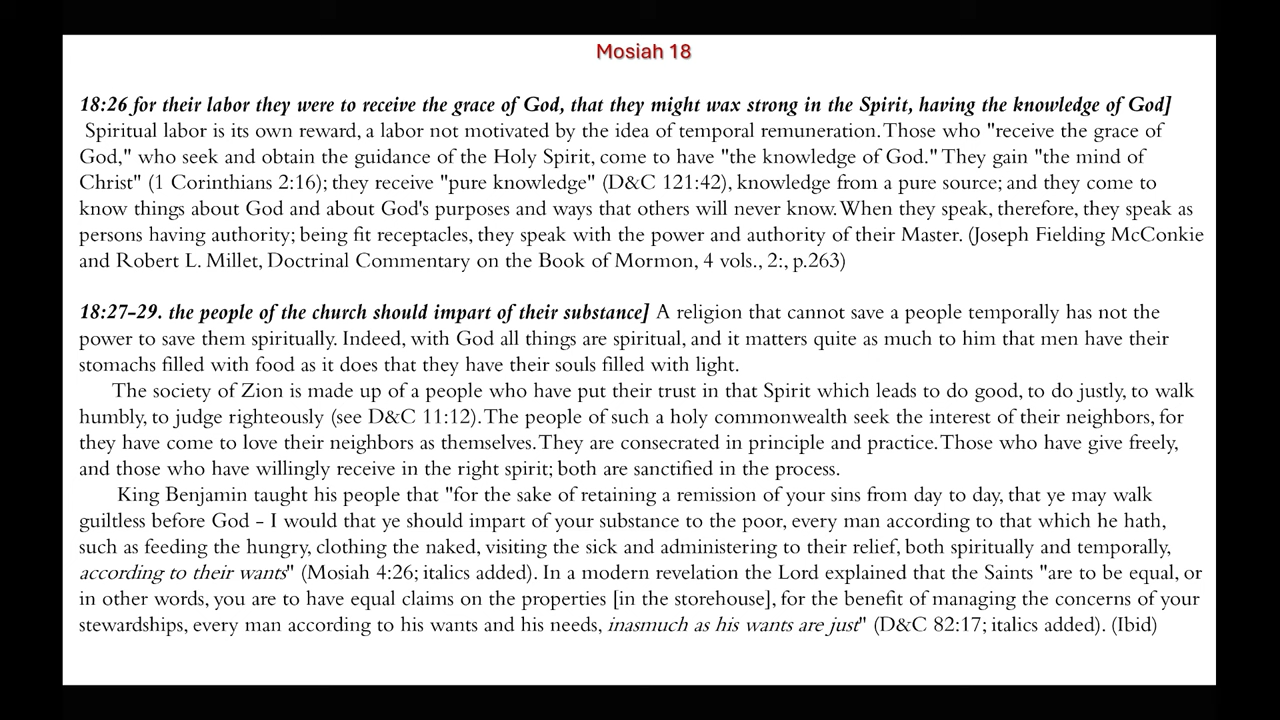 Mosiah 18
18:26 for their labor they were to receive the grace of God, that they might wax strong in the Spirit, having the knowledge of God]
Spiritual labor is its own reward, a labor not motivated by the idea of temporal remuneration. Those who "receive the grace of
God," who seek and obtain the guidance of the Holy Spirit, come to have "the knowledge of God." They gain "the mind of
Christ" (1 Corinthians 2:16); they receive "pure knowledge" (D&C 121:42), knowledge from a pure source; and they come to
know things about God and about God's purposes and ways that others will never know. When they speak, therefore, they speak as
persons having authority; being fit receptacles, they speak with the power and authority of their Master. (Joseph Fielding McConkie
and Robert L. Millet, Doctrinal Commentary on the Book of Mormon, 4 vols., 2:, p.263)
18:27-29. the people of the church should impart of their substance] A religion that cannot save a people temporally has not the
power to save them spiritually. Indeed, with God all things are spiritual, and it matters quite as much to him that men have their
stomachs filled with food as it does that they have their souls filled with light.
The society of Zion is made up of a people who have put their trust in that Spirit which leads to do good, to do justly, to walk
humbly, to judge righteously (see D&C 11:12). The people of such a holy commonwealth seek the interest of their neighbors, for
they have come to love their neighbors as themselves. They are consecrated in principle and practice. Those who have give freely,
and those who have willingly receive in the right spirit; both are sanctified in the process.
King Benjamin taught his people that "for the sake of retaining a remission of your sins from day to day, that ye may walk
guiltless before God - I would that ye should impart of your substance to the poor, every man according to that which he hath,
such as feeding the hungry, clothing the naked, visiting the sick and administering to their relief, both spiritually and temporally,
according to their wants" (Mosiah 4:26; italics added). In a modern revelation the Lord explained that the Saints "are to be equal, or
in other words, you are to have equal claims on the properties [in the storehouse], for the benefit of managing the concerns of your
stewardships, every man according to his wants and his needs, inasmuch as his wants are just" (D&C 82:17; italics added). (Ibid)